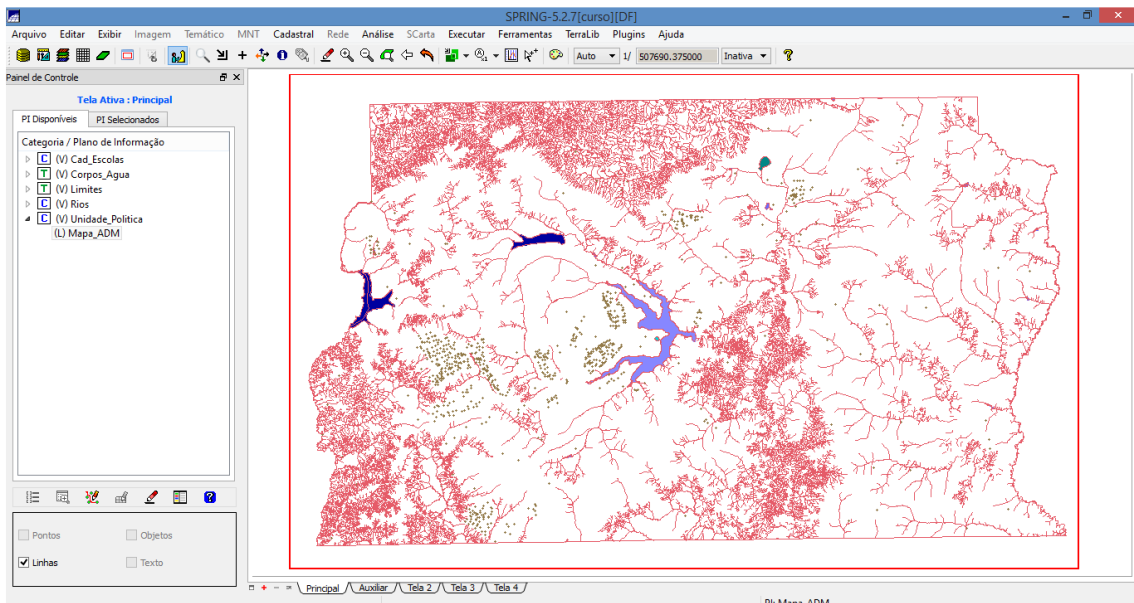 SPRING-5.2.7[curso][DF]
Arquivo Editar Exibir Imagem Temático MNT Cadastral Rede Análise SCarta Executar Ferramentas TerraLib Plugins Ajuda
Auto 1/ 507690.375000 Inativa
Painel de Controle
Tela Ativa : Principal
PI Disponíveis PI Selecionados
Categoria / Plano de Informação
C (V) Cad_Escolas
T (V) Corpos_Agua
T (V) Limites
C (V) Rios
C (V) Unidade_Politica
(L) Mapa_ADM
Pontos Objetos
Linhas Texto
Principal Auxiliar Tela 2 Tela 3 Tela 4
PI: Mapa_ADM